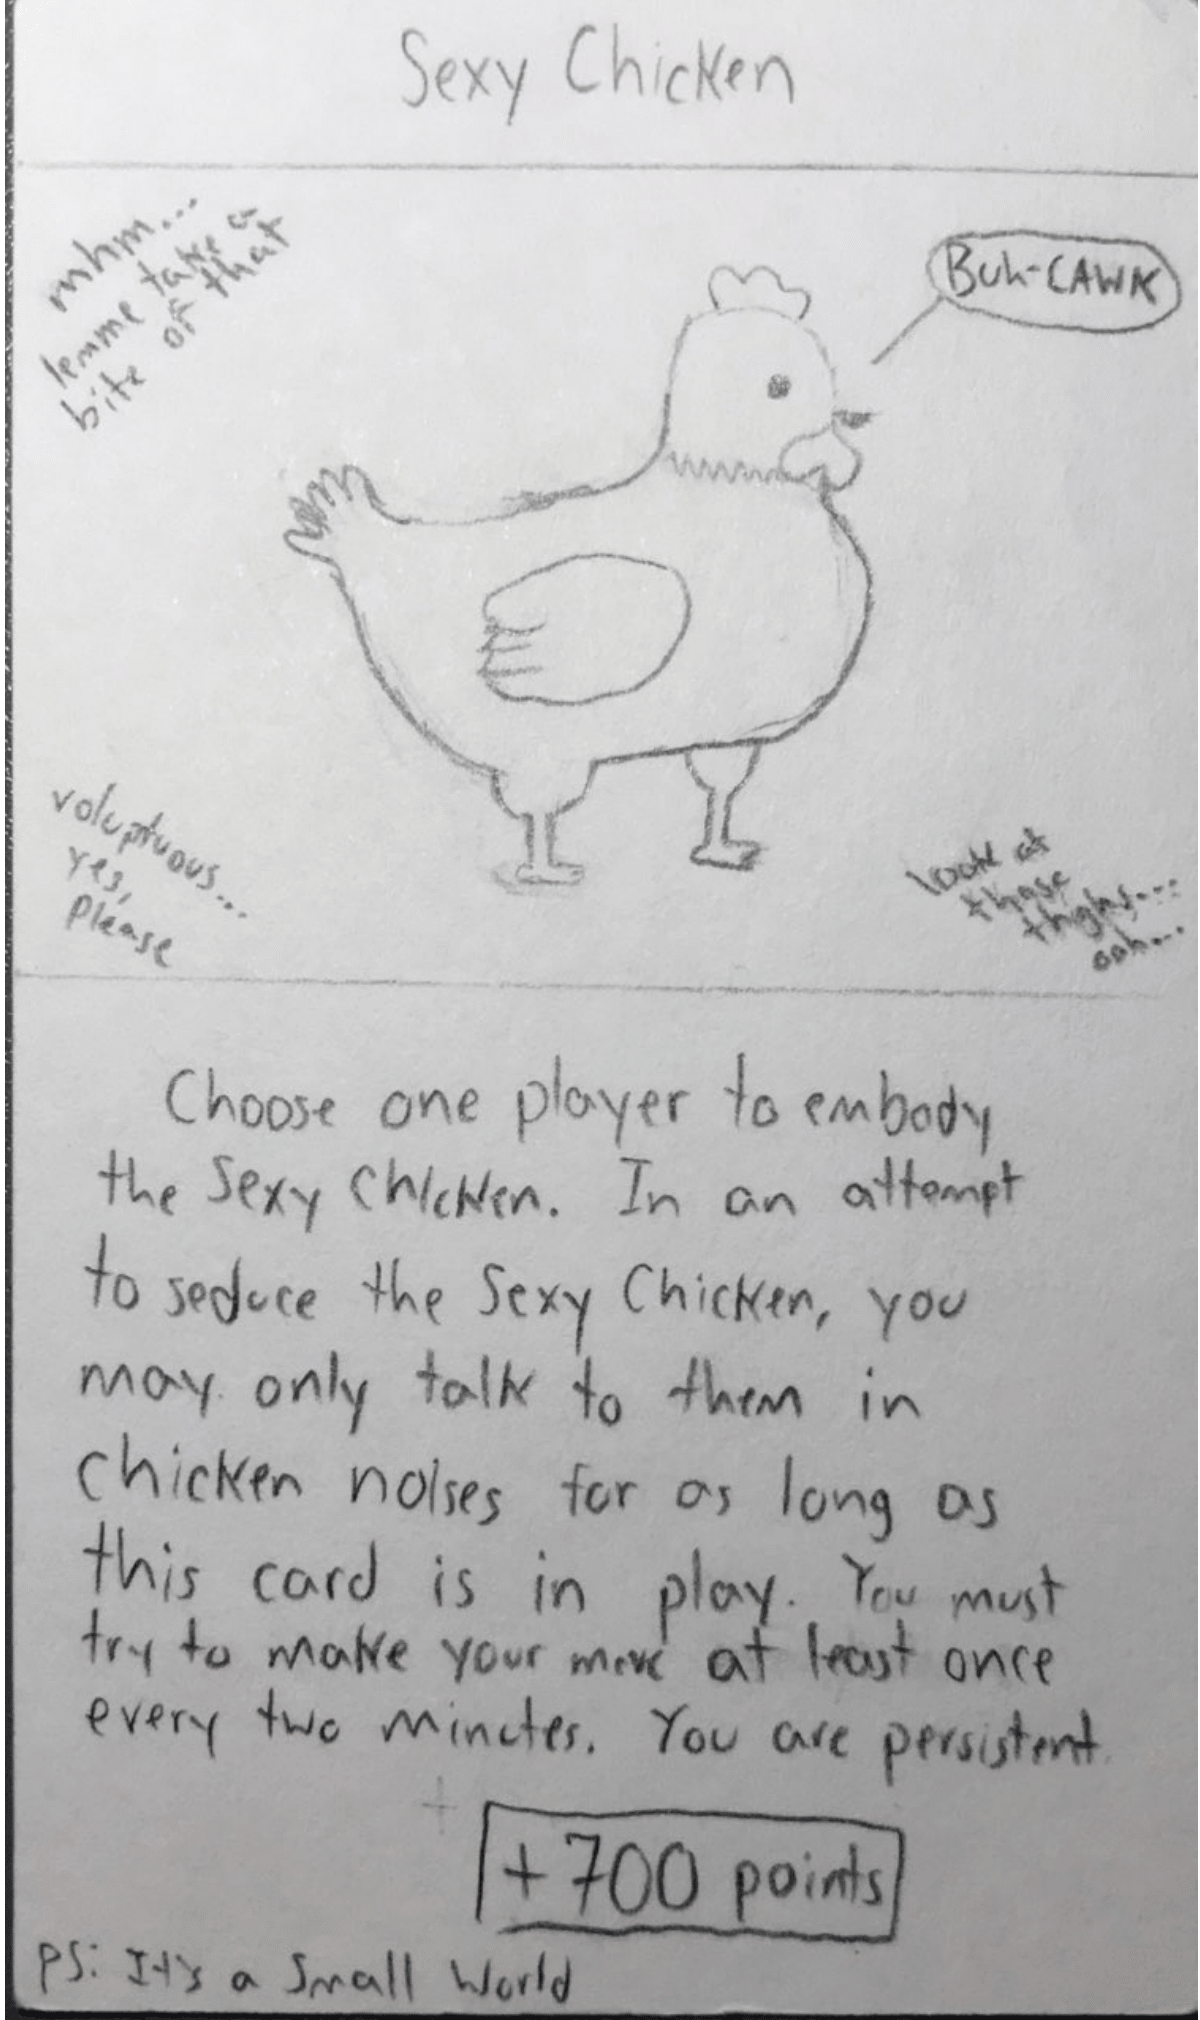 Sexy Chicken
mhm...
lemme take a
bite of that
Buh-CAWK
voluptuous...
yes,
please
look at
those
thighs...
ooh...
Choose one player to embody
the Sexy Chicken. In an attempt
to seduce the Sexy Chicken, you
may only talk to them in
chicken noises for as long as
this card is in play. You must
try to make your move at least once
every two minutes. You are persistent.
+ 700 points
PS: It's a Small World